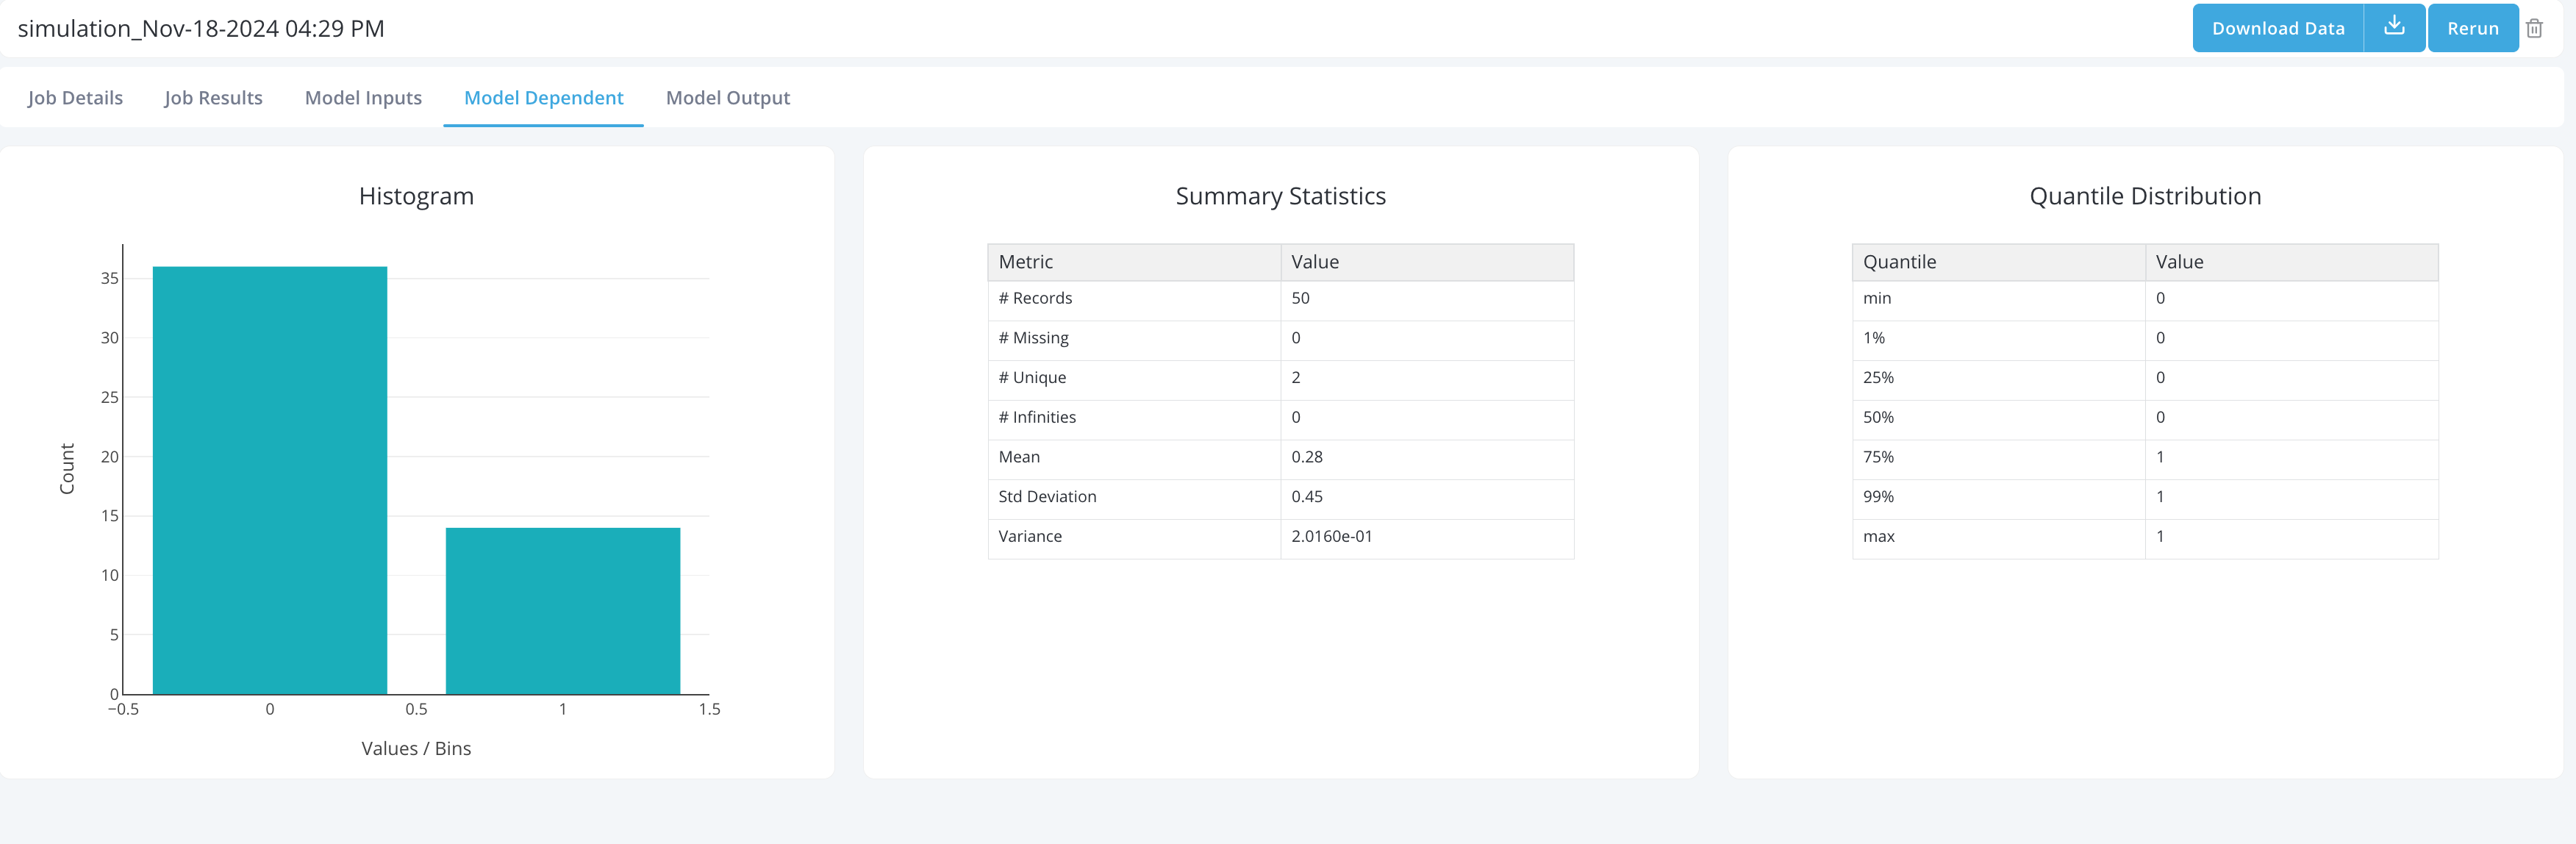 simulation_Nov-18-2024 04:29 PM
Download Data
Rerun
Job Details
Job Results
Model Inputs
Model Dependent
Model Output
Histogram
35
30
25
20
15
10
5
0
Count
−0.5
0
0.5
1
1.5
Values / Bins
Summary Statistics
Metric Value
# Records 50
# Missing 0
# Unique 2
# Infinities 0
Mean 0.28
Std Deviation 0.45
Variance 2.0160e-01
Quantile Distribution
Quantile Value
min 0
1% 0
25% 0
50% 0
75% 1
99% 1
max 1